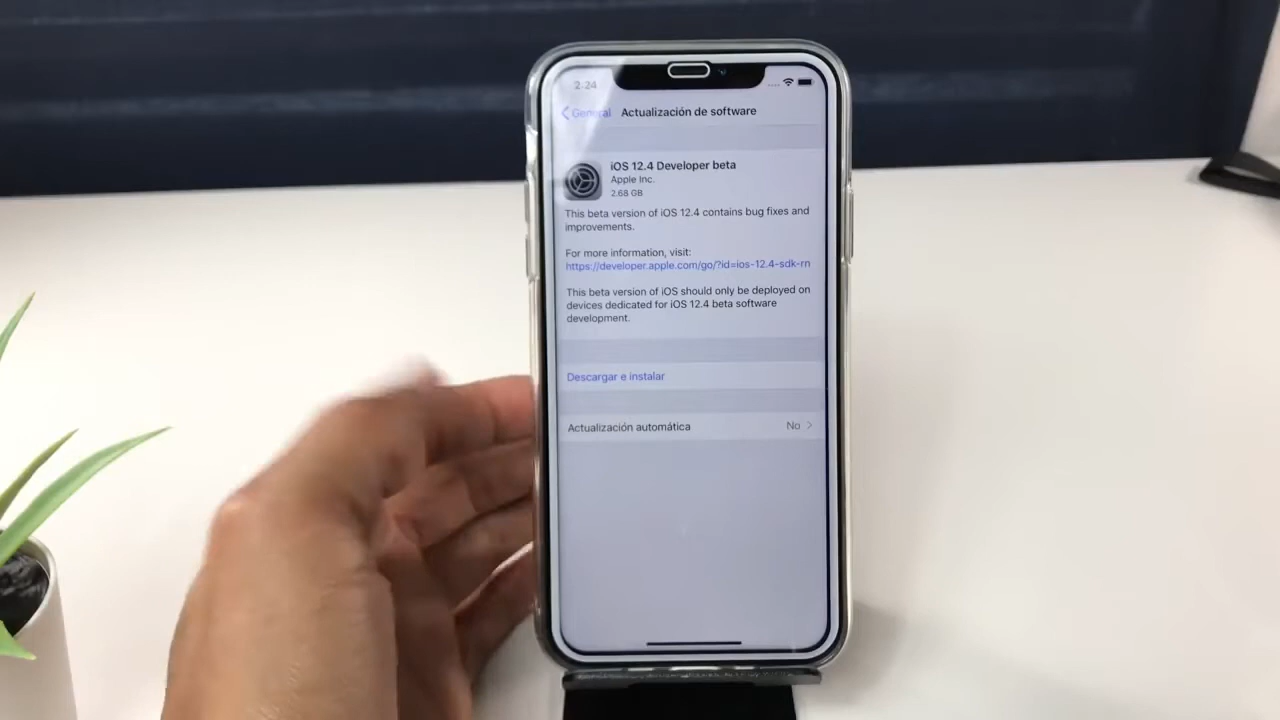 2:24
General Actualización de software
iOS 12.4 Developer beta
Apple Inc.
2.68 GB
This beta version of iOS 12.4 contains bug fixes and
improvements.
For more information, visit:
https://developer.apple.com/go/?id=ios-12.4-sdk-rn
This beta version of iOS should only be deployed on
devices dedicated for iOS 12.4 beta software
development.
Descargar e instalar
Actualización automática No